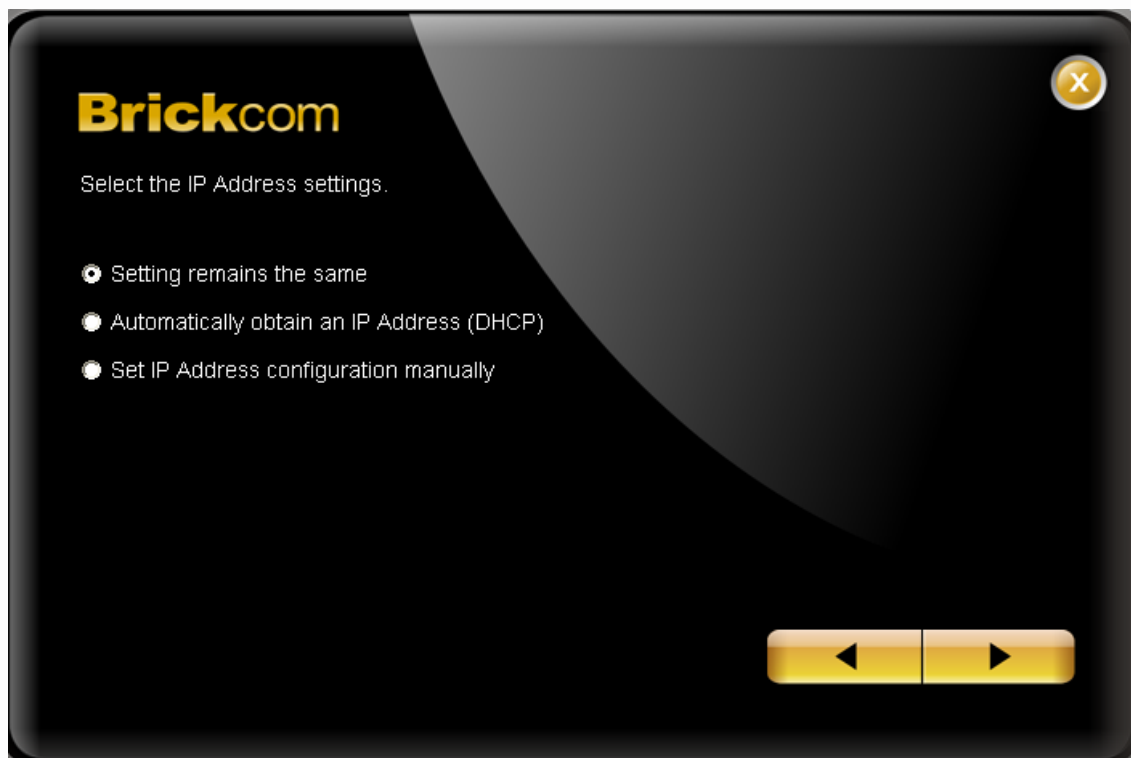 Brickcom
X
Select the IP Address settings.
Setting remains the same
Automatically obtain an IP Address (DHCP)
Set IP Address configuration manually